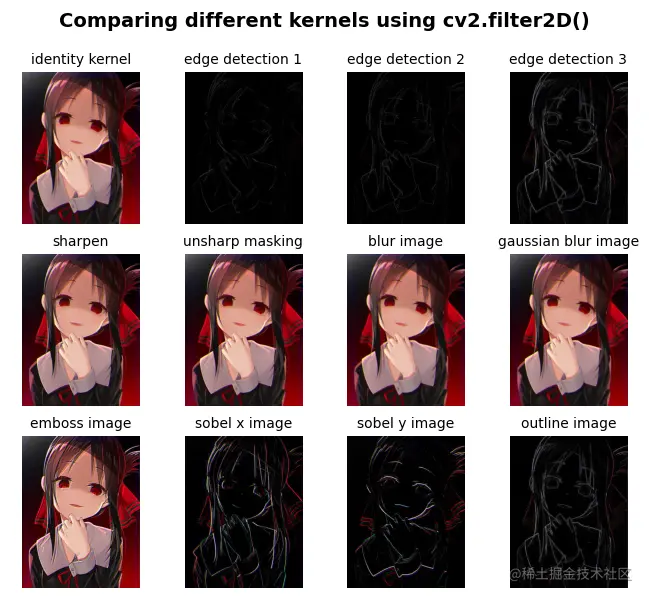 Comparing different kernels using cv2.filter2D()
identity kernel
edge detection 1
edge detection 2
edge detection 3
sharpen
unsharp masking
blur image
gaussian blur image
emboss image
sobel x image
sobel y image
outline image
@稀土掘金技术社区